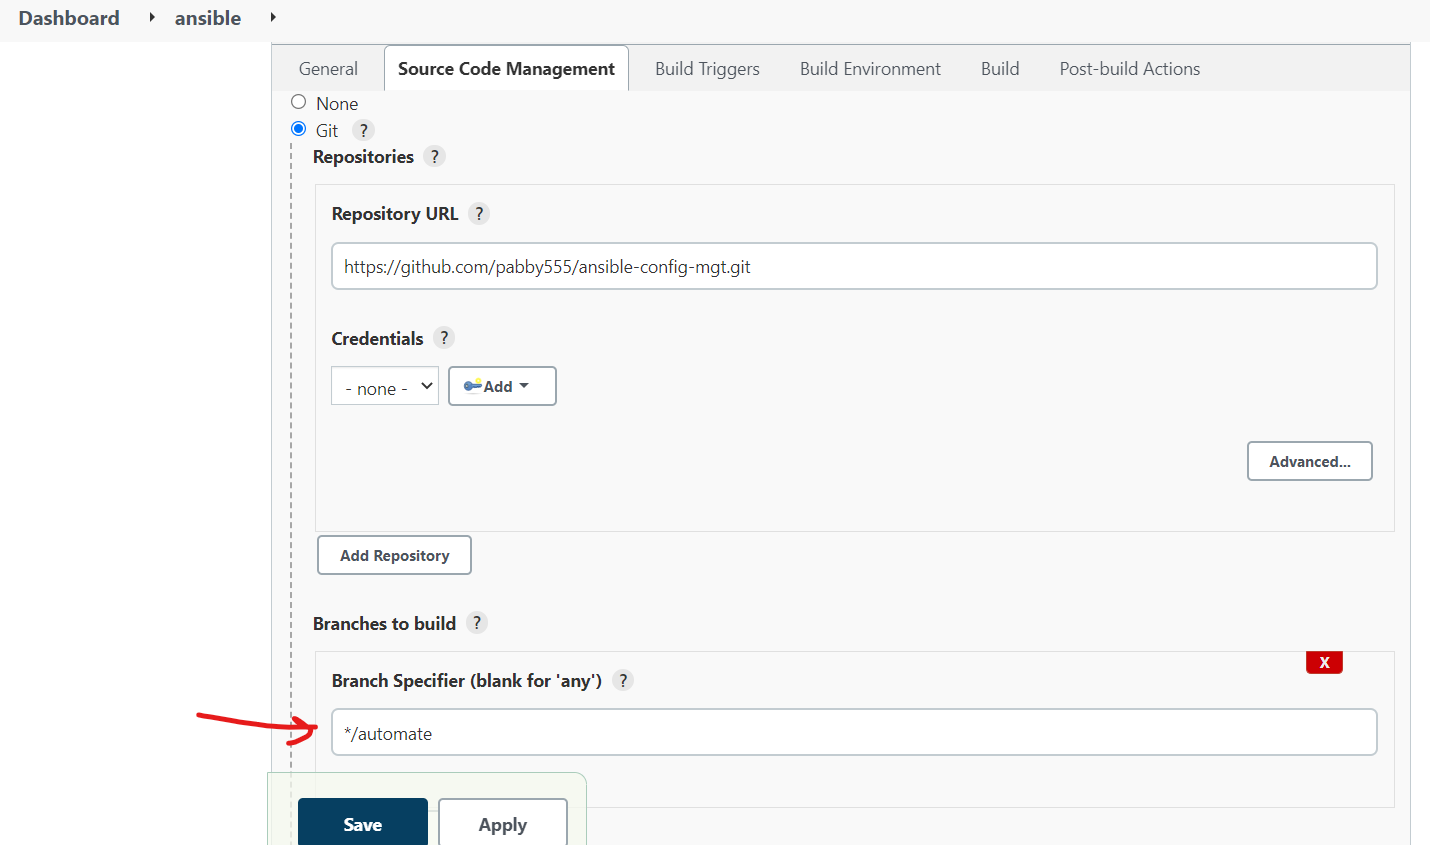 Dashboard ansible
General Source Code Management Build Triggers Build Environment Build Post-build Actions
None
Git ?
Repositories ?
Repository URL ?
https://github.com/pabby555/ansible-config-mgt.git
Credentials ?
- none - Add
Advanced...
Add Repository
Branches to build ?
X
Branch Specifier (blank for 'any') ?
*/automate
Save Apply